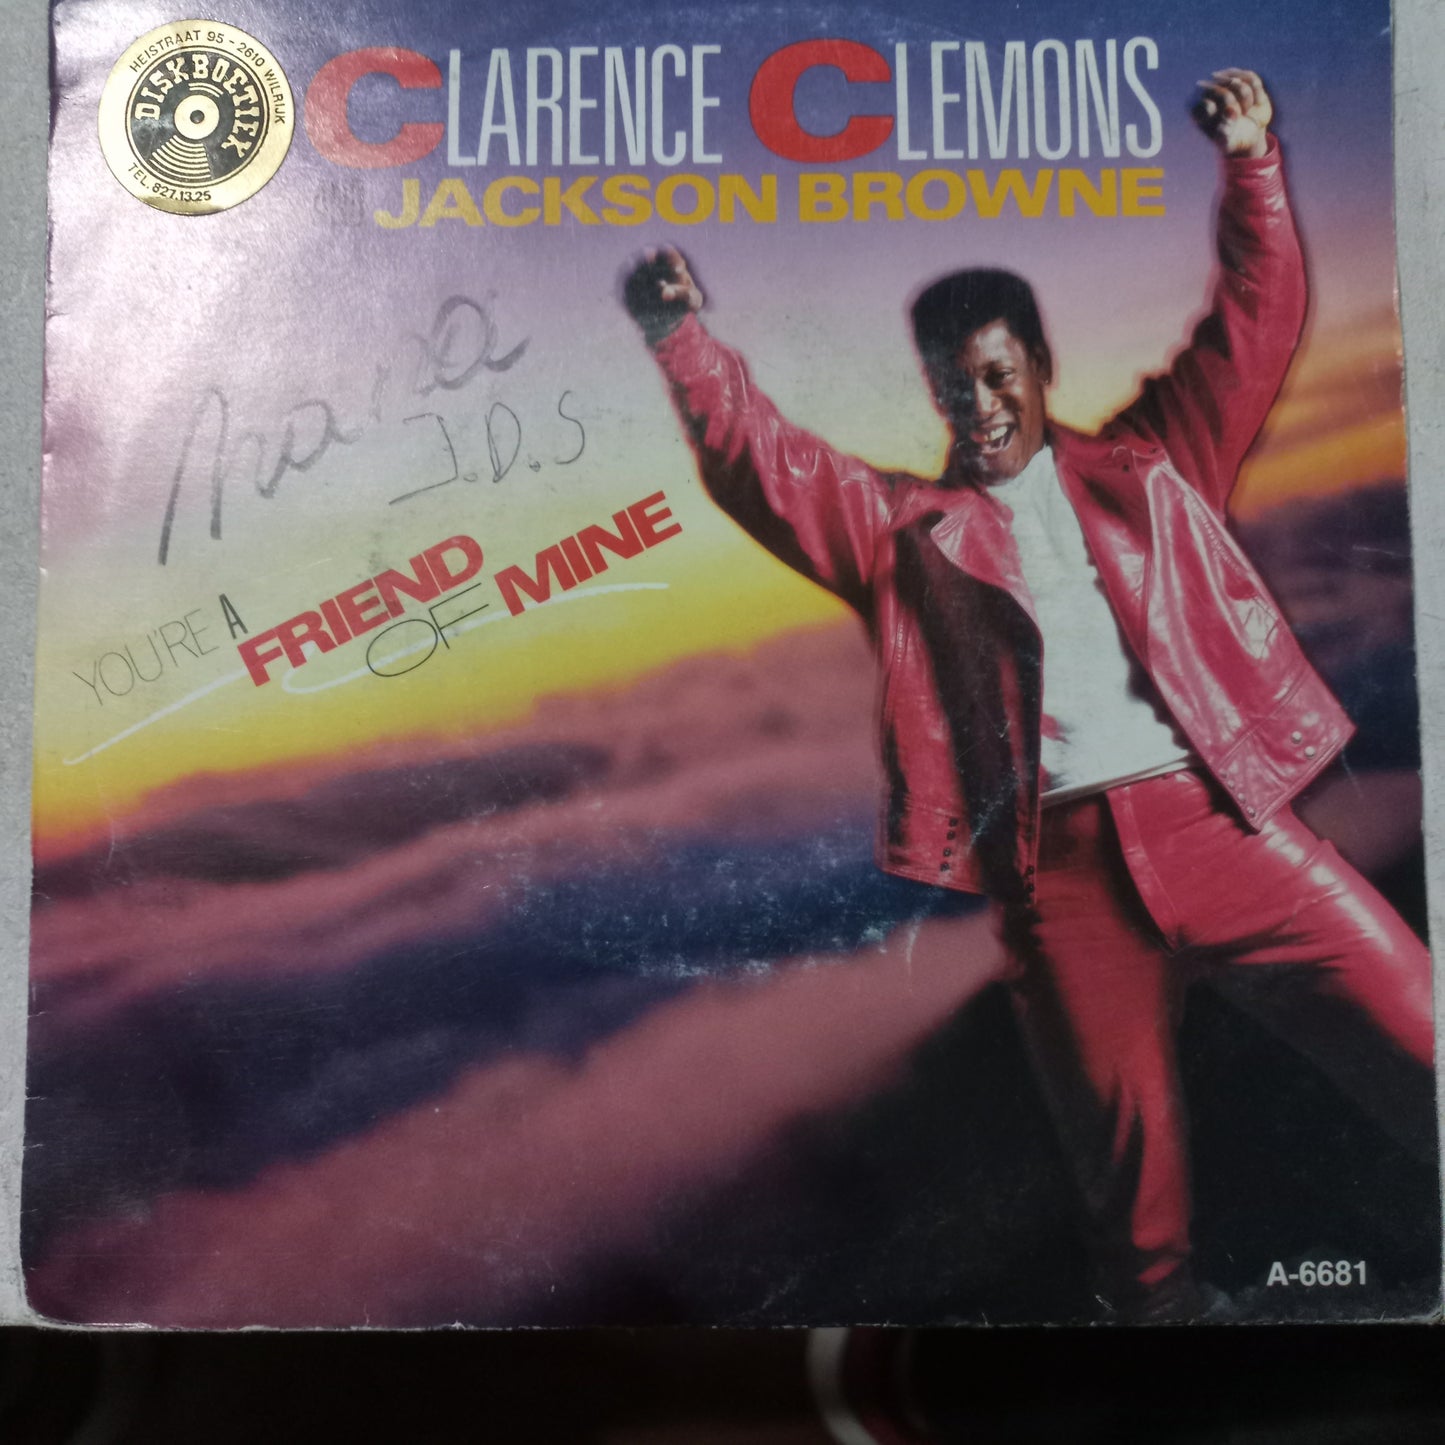 HEISTRAAT 95 - 2610 WILRIJK
DISKBOETIEK
TEL. 827.13.25
CLARENCE CLEMONS
AND JACKSON BROWNE
J.D.S
YOU'RE A FRIEND OF MINE
A-6681